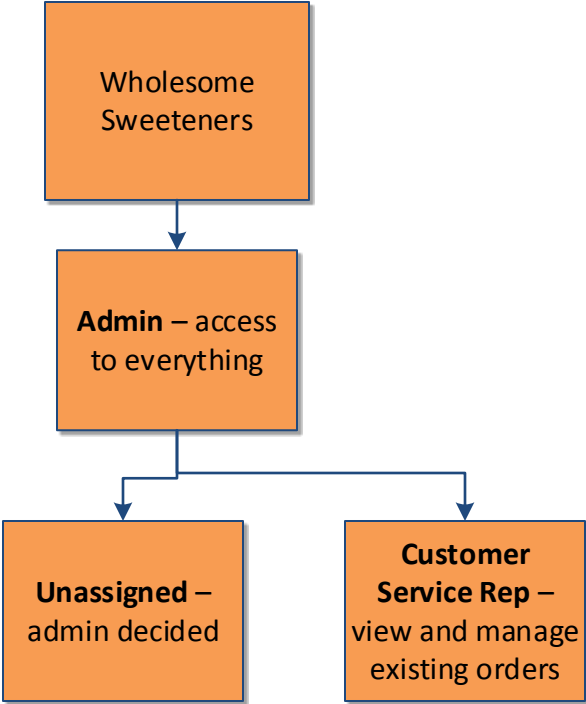 Wholesome
Sweeteners
Admin – access
to everything
Unassigned –
admin decided
Customer
Service Rep –
view and manage
existing orders